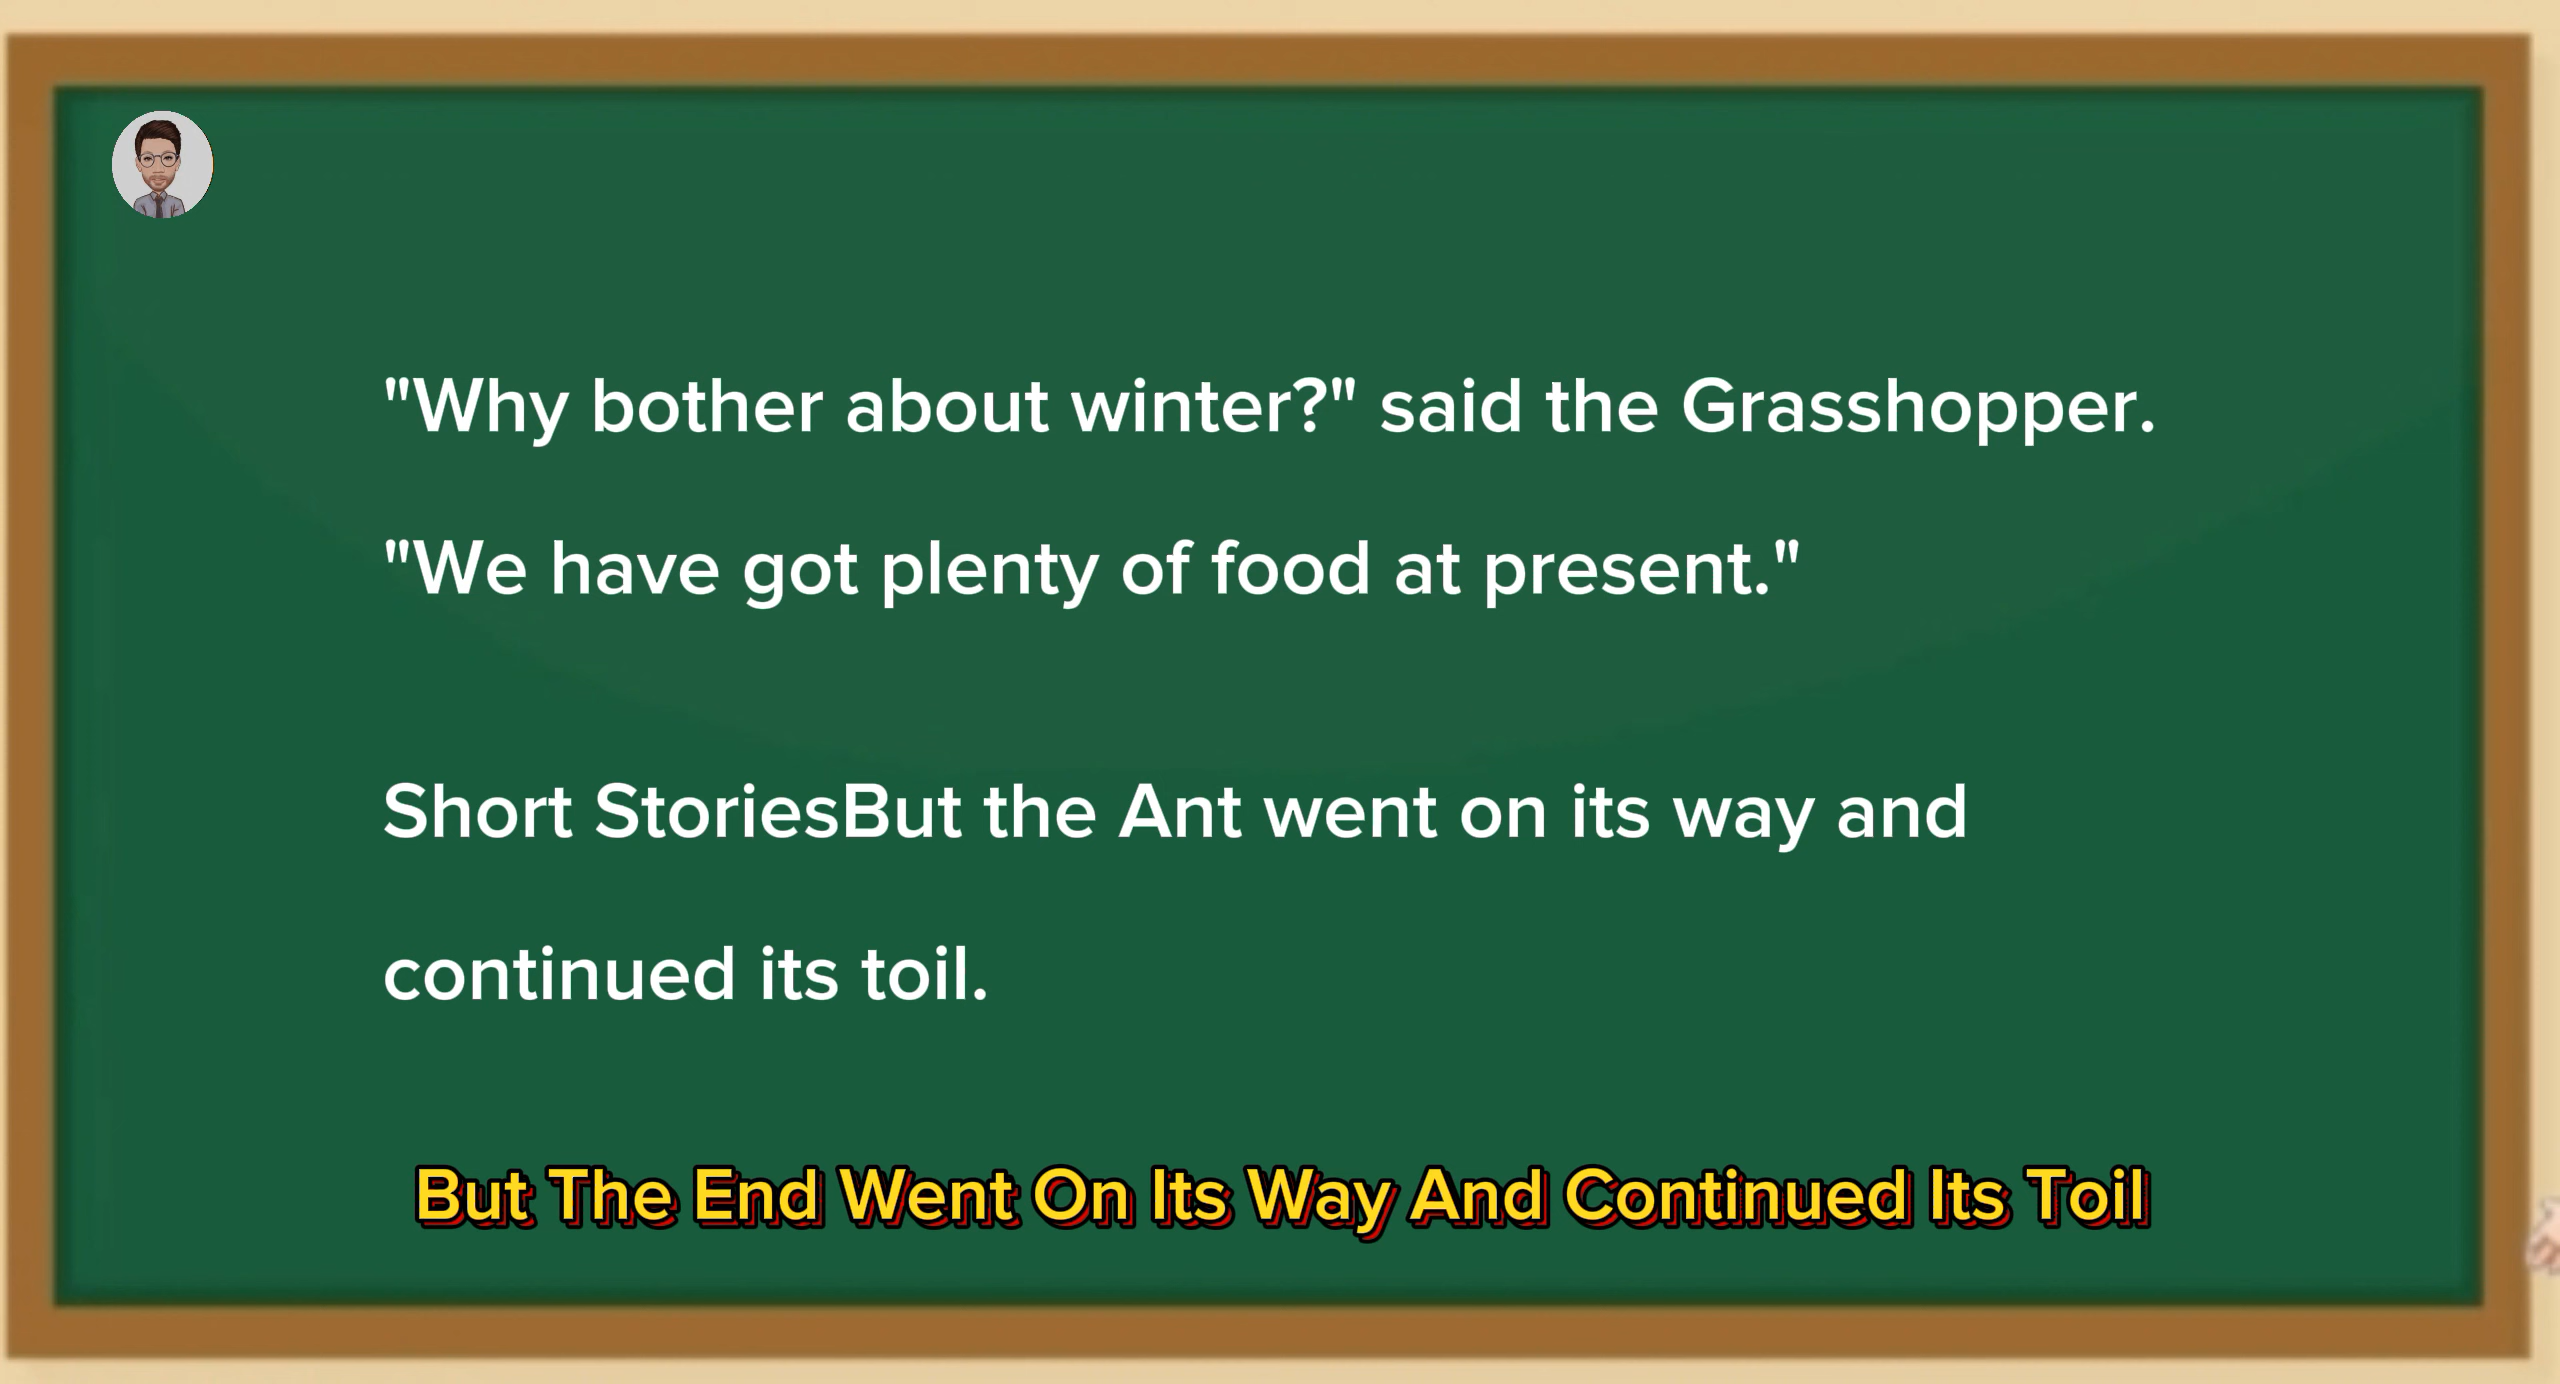 "Why bother about winter?" said the Grasshopper.
"We have got plenty of food at present."
Short StoriesBut the Ant went on its way and
continued its toil.
But The End Went On Its Way And Continued Its Toil